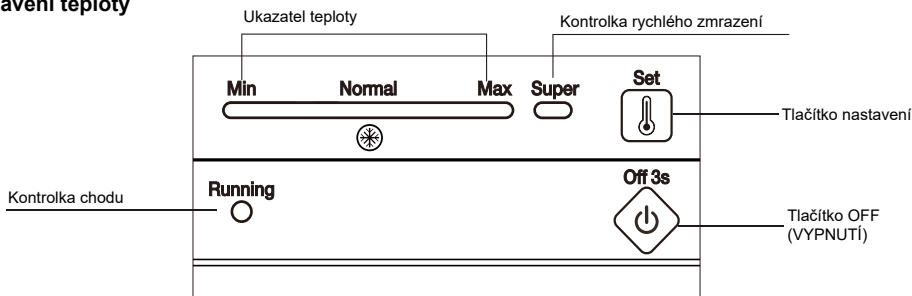 avení teploty
Ukazatel teploty
Kontrolka rychlého zmrazení
Min Normal Max Super Set
Tlačítko nastavení
Running Off 3s
Kontrolka chodu
Tlačítko OFF
(VYPNUTÍ)